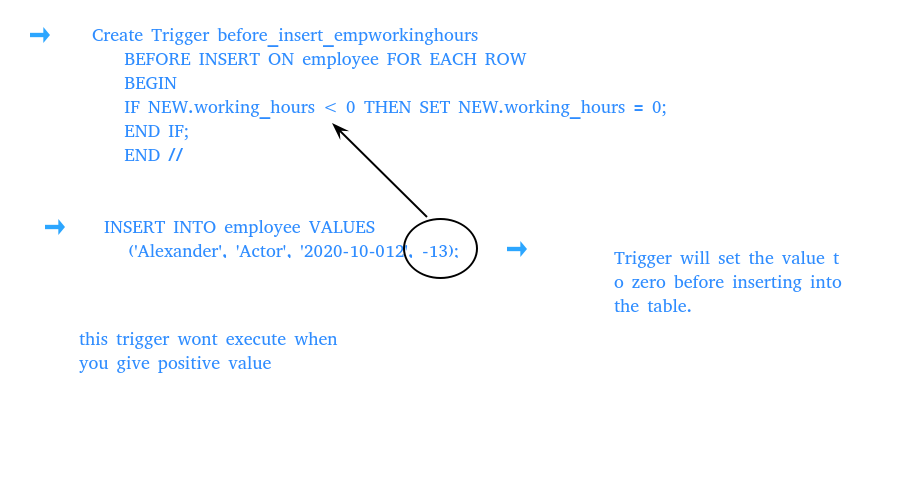 Create Trigger before_insert_empworkinghours
BEFORE INSERT ON employee FOR EACH ROW
BEGIN
IF NEW.working_hours < 0 THEN SET NEW.working_hours = 0;
END IF;
END //
INSERT INTO employee VALUES
('Alexander', 'Actor', '2020-10-012', -13);
Trigger will set the value t
o zero before inserting into
the table.
this trigger wont execute when
you give positive value